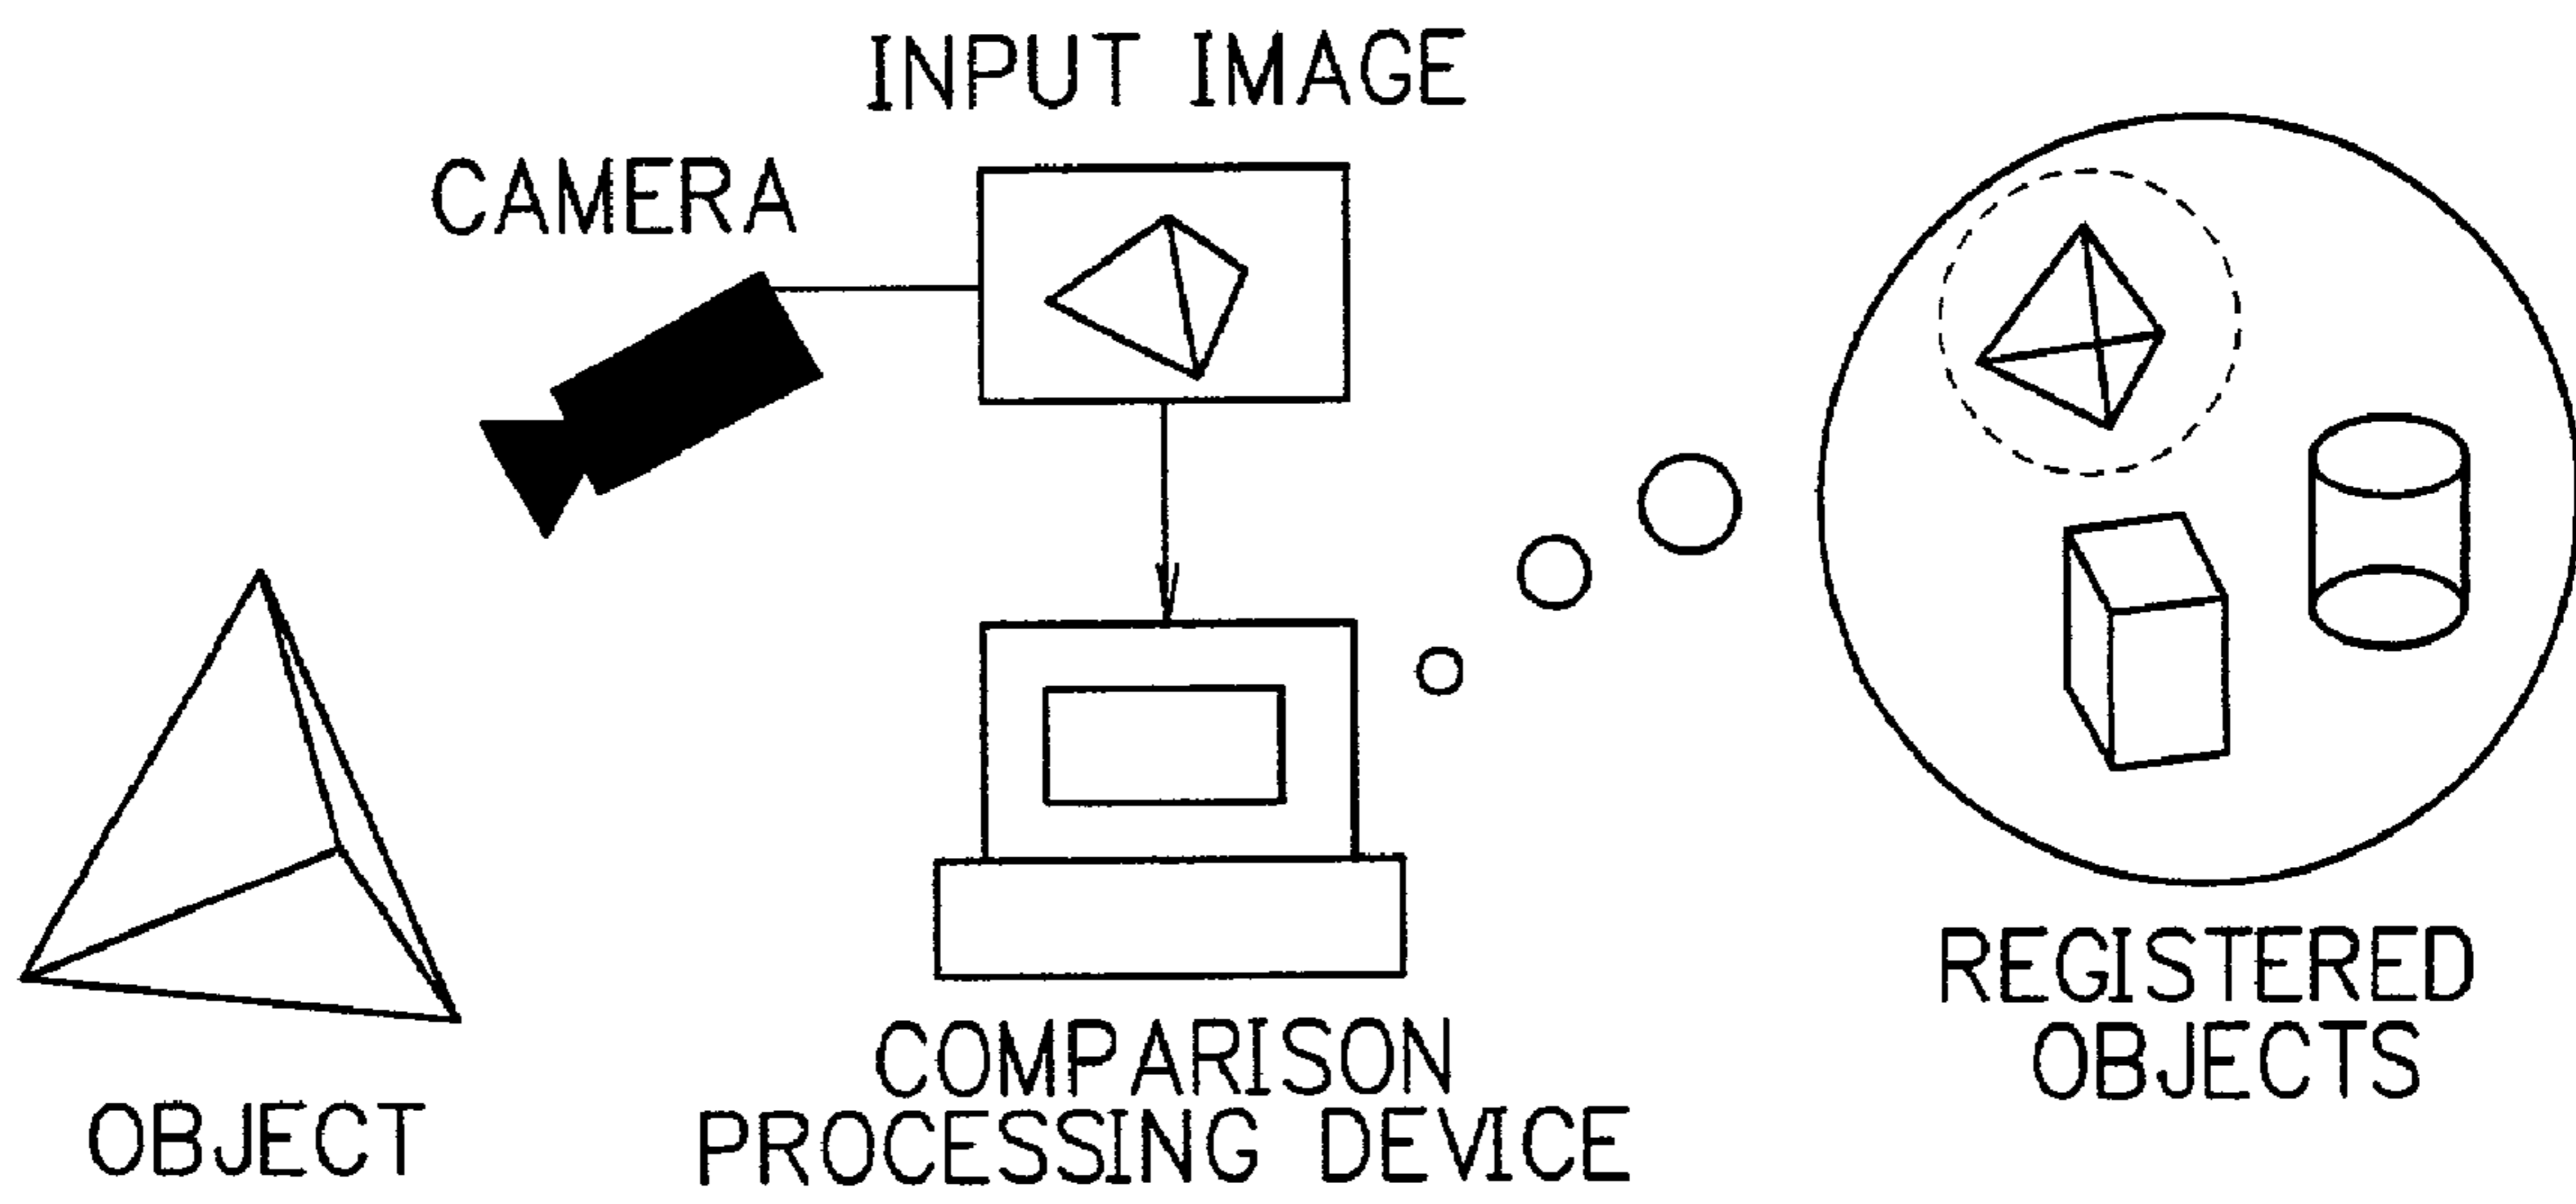 INPUT IMAGE
CAMERA
OBJECT
COMPARISON
PROCESSING DEVICE
REGISTERED
OBJECTS